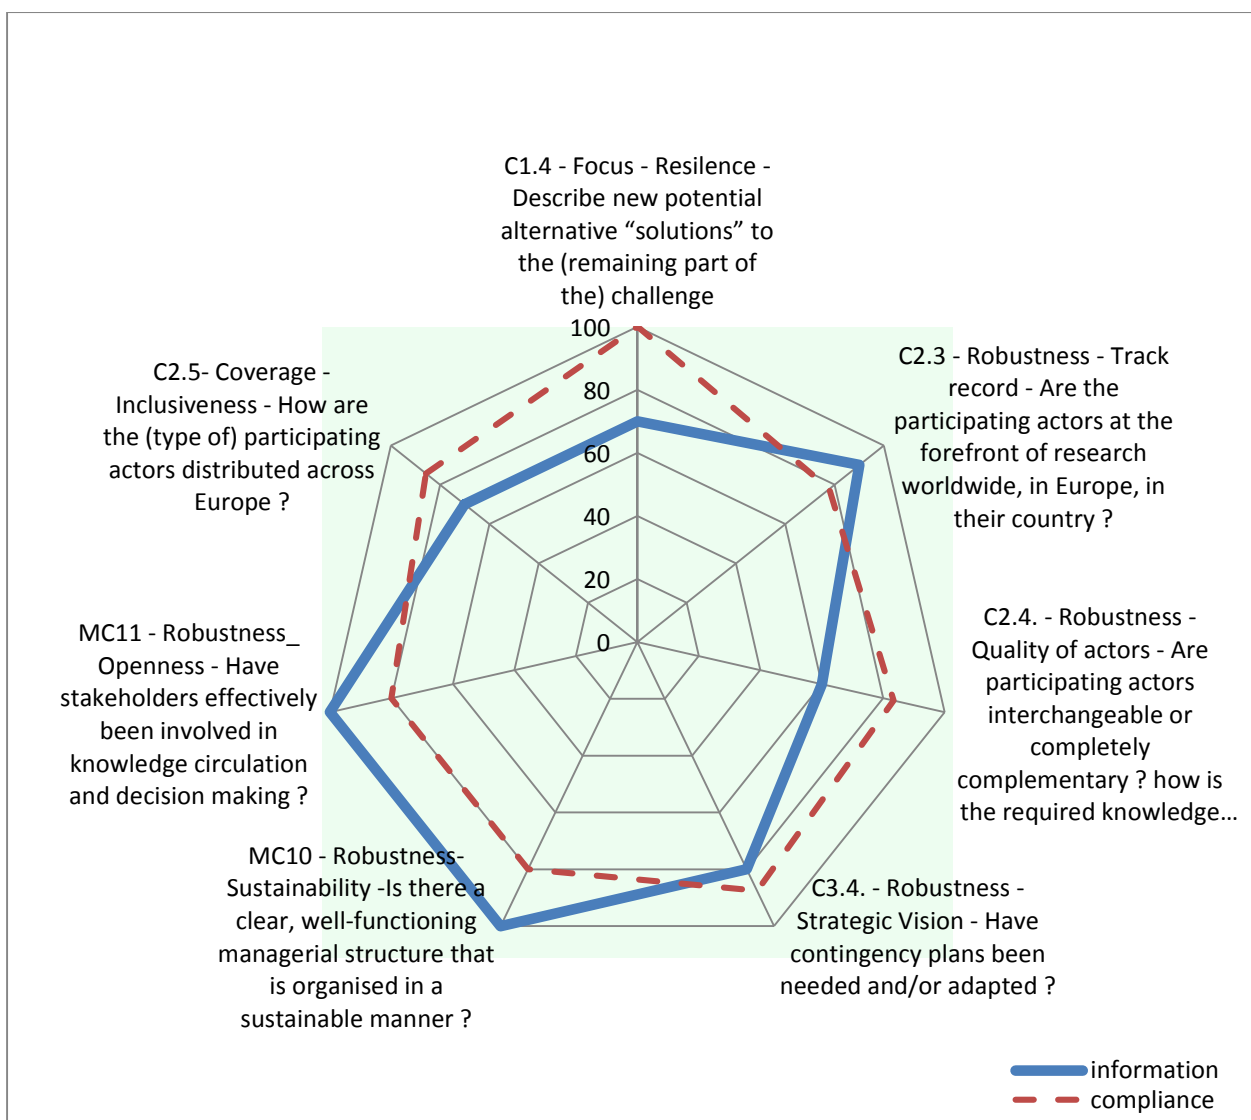 C1.4 - Focus - Resilence -
Describe new potential
alternative “solutions” to
the (remaining part of
the) challenge
100
80
60
40
20
0
C2.3 - Robustness - Track
record - Are the
participating actors at the
forefront of research
worldwide, in Europe, in
their country ?
C2.4. - Robustness -
Quality of actors - Are
participating actors
interchangeable or
completely
complementary ? how is
the required knowledge…
C3.4. - Robustness -
Strategic Vision - Have
contingency plans been
needed and/or adapted ?
MC10 - Robustness-
Sustainability -Is there a
clear, well-functioning
managerial structure that
is organised in a
sustainable manner ?
MC11 - Robustness_
Openness - Have
stakeholders effectively
been involved in
knowledge circulation
and decision making ?
C2.5- Coverage -
Inclusiveness - How are
the (type of) participating
actors distributed across
Europe ?
information
compliance